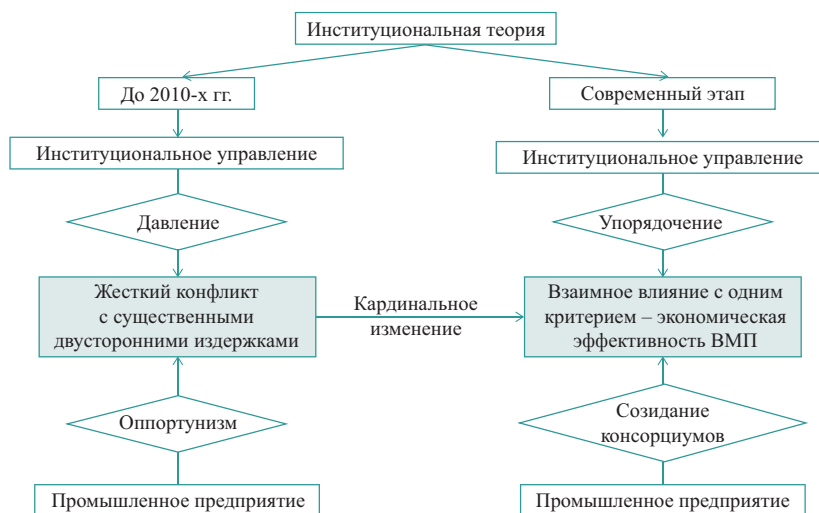 Институциональная теория
До 2010-х гг.
Современный этап
Институциональное управление
Институциональное управление
Давление
Упорядочение
Жесткий конфликт
с существенными
двусторонними издержками
Кардинальное
изменение
Взаимное влияние с одним
критерием – экономическая
эффективность ВМП
Оппортунизм
Созидание
консорциумов
Промышленное предприятие
Промышленное предприятие